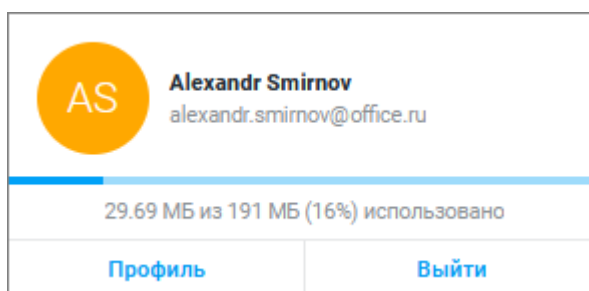 AS
Alexandr Smirnov
alexandr.smirnov@office.ru
29.69 МБ из 191 МБ (16%) использовано
Профиль
Выйти